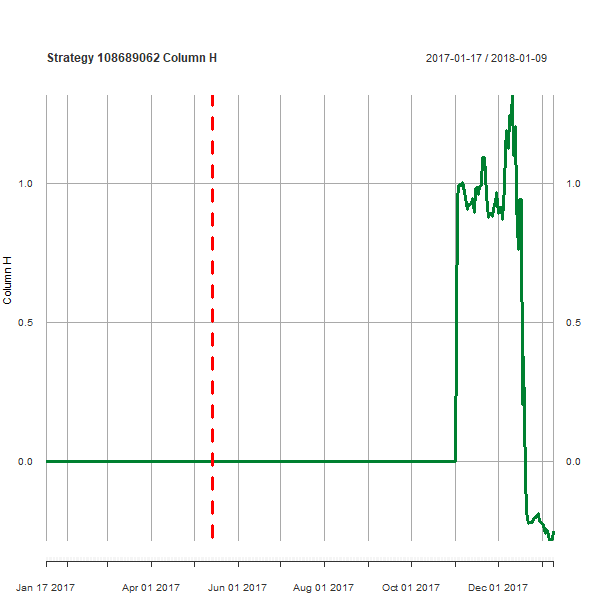 Strategy 108689062 Column H 2017-01-17 / 2018-01-09
1.0 1.0
Column H
0.5 0.5
0.0 0.0
Jan 17 2017 Apr 01 2017 Jun 01 2017 Aug 01 2017 Oct 01 2017 Dec 01 2017